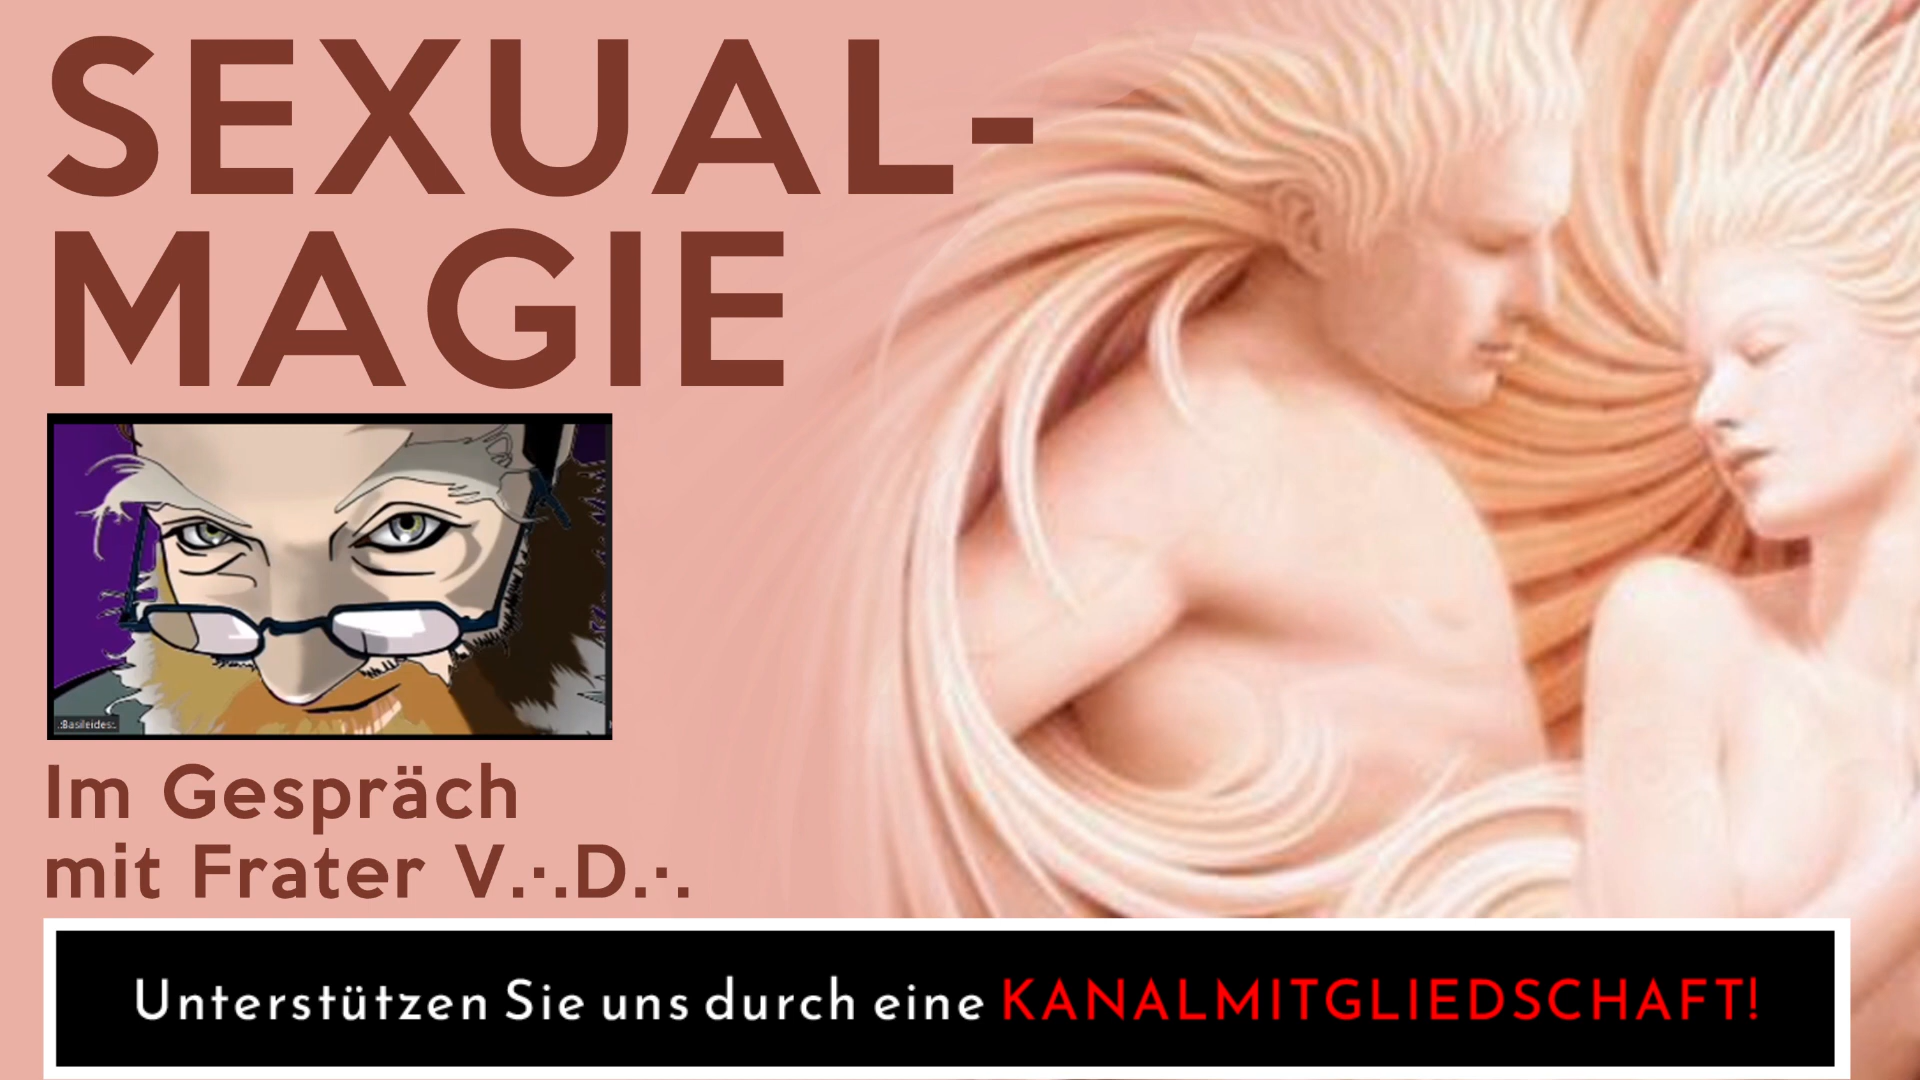 SEXUAL-
MAGIE
.:Basileides:.
Im Gespräch
mit Frater V.·.D.·.
Unterstützen Sie uns durch eine KANALMITGLIEDSCHAFT!